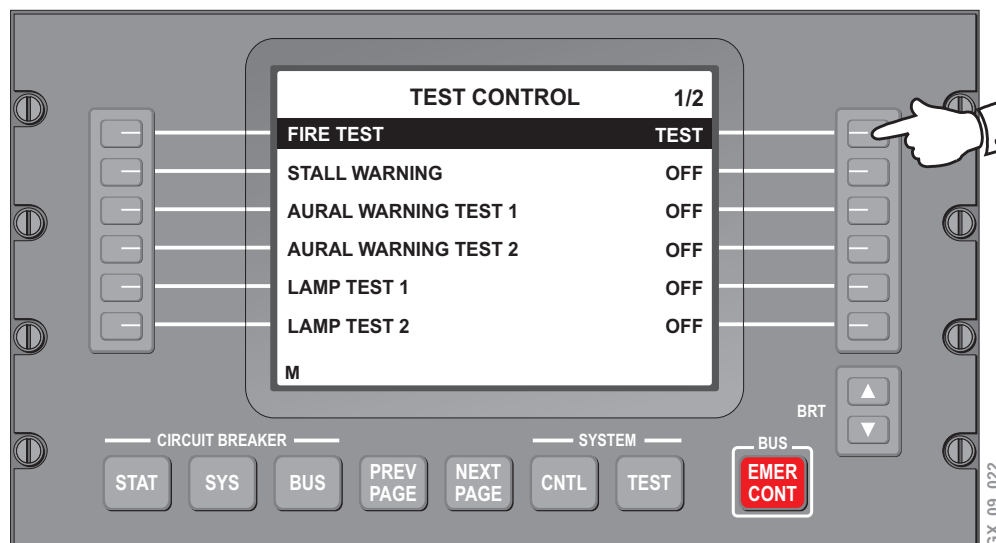 TEST CONTROL 1/2
FIRE TEST TEST
STALL WARNING OFF
AURAL WARNING TEST 1 OFF
AURAL WARNING TEST 2 OFF
LAMP TEST 1 OFF
LAMP TEST 2 OFF
M
BRT
CIRCUIT BREAKER
SYSTEM
BUS
STAT
SYS
BUS
PREV
PAGE
NEXT
PAGE
CNTL
TEST
EMER
CONT
GX_09_022